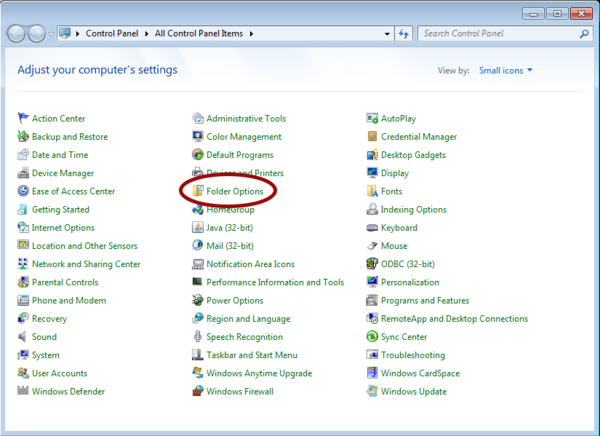 Control Panel All Control Panel Items Search Control Panel
Adjust your computer's settings View by: Small icons
Action Center Administrative Tools AutoPlay
Backup and Restore Color Management Credential Manager
Date and Time Default Programs Desktop Gadgets
Device Manager Devices and Printers Display
Ease of Access Center Folder Options Fonts
Getting Started HomeGroup Indexing Options
Internet Options Java (32-bit) Keyboard
Location and Other Sensors Mail (32-bit) Mouse
Network and Sharing Center Notification Area Icons ODBC (32-bit)
Parental Controls Performance Information and Tools Personalization
Phone and Modem Power Options Programs and Features
Recovery Region and Language RemoteApp and Desktop Connections
Sound Speech Recognition Sync Center
System Taskbar and Start Menu Troubleshooting
User Accounts Windows Anytime Upgrade Windows CardSpace
Windows Defender Windows Firewall Windows Update